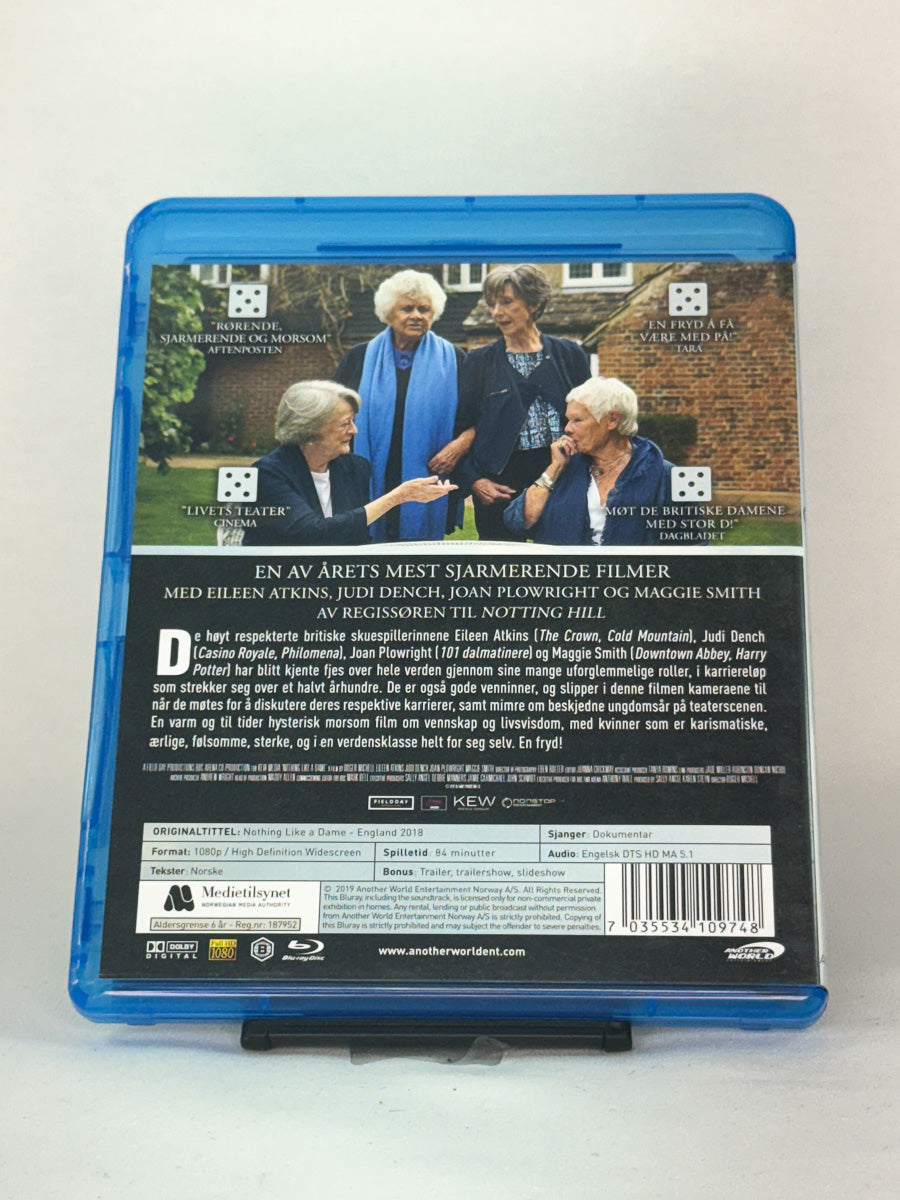 "RØRENDE,
SJARMERENDE OG MORSOM"
AFTENPOSTEN
"EN FRYD Å FÅ
VÆRE MED PÅ!"
TARA
"LIVETS TEATER"
CINEMA
"MØT DE BRITISKE DAMENE
MED STOR D!"
DAGBLADET
EN AV ÅRETS MEST SJARMERENDE FILMER
MED EILEEN ATKINS, JUDI DENCH, JOAN PLOWRIGHT OG MAGGIE SMITH
AV REGISSØREN TIL NOTTING HILL
De høyt respekterte britiske skuespillerinnene Eileen Atkins (The Crown, Cold Mountain), Judi Dench
(Casino Royale, Philomena), Joan Plowright (101 dalmatinere) og Maggie Smith (Downtown Abbey, Harry
Potter) har blitt kjente fjes over hele verden gjennom sine mange uforglemmelige roller, i karriereløp
som strekker seg over et halvt århundre. De er også gode venninner, og slipper i denne filmen kameraene til
når de møtes for å diskutere deres respektive karrierer, samt mimre om beskjedne ungdomsår på teaterscenen.
En varm og til tider hysterisk morsom film om vennskap og livsvisdom, med kvinner som er karismatiske,
ærlige, følsomme, sterke, og i en verdensklasse helt for seg selv. En fryd!
FIELD DAY
KEW
NONSTOP
ENTERTAINMENT
ORIGINALTITTEL: Nothing Like a Dame - England 2018
Sjanger: Dokumentar
Format: 1080p / High Definition Widescreen
Spilletid: 84 minutter
Audio: Engelsk DTS HD MA 5.1
Tekster: Norske
Bonus: Trailer, trailershow, slideshow
Medietilsynet
NORWEGIAN MEDIA AUTHORITY
Aldersgrense 6 år - Reg.nr: 187952
© 2019 Another World Entertainment Norway A/S. All Rights Reserved.
This Bluray, including the soundtrack, is licensed only for non-commercial private
exhibition in homes. Any rental, lending or public broadcast without permission
from Another World Entertainment Norway A/S is strictly prohibited. Copying of
this Bluray is strictly prohibited and may subject the offender to severe penalties.
7 035534 109748
DOLBY
DIGITAL
Full HD
1080
B
Blu-ray Disc
www.anotherworldent.com
ANOTHER
WORLD
ENTERTAINMENT